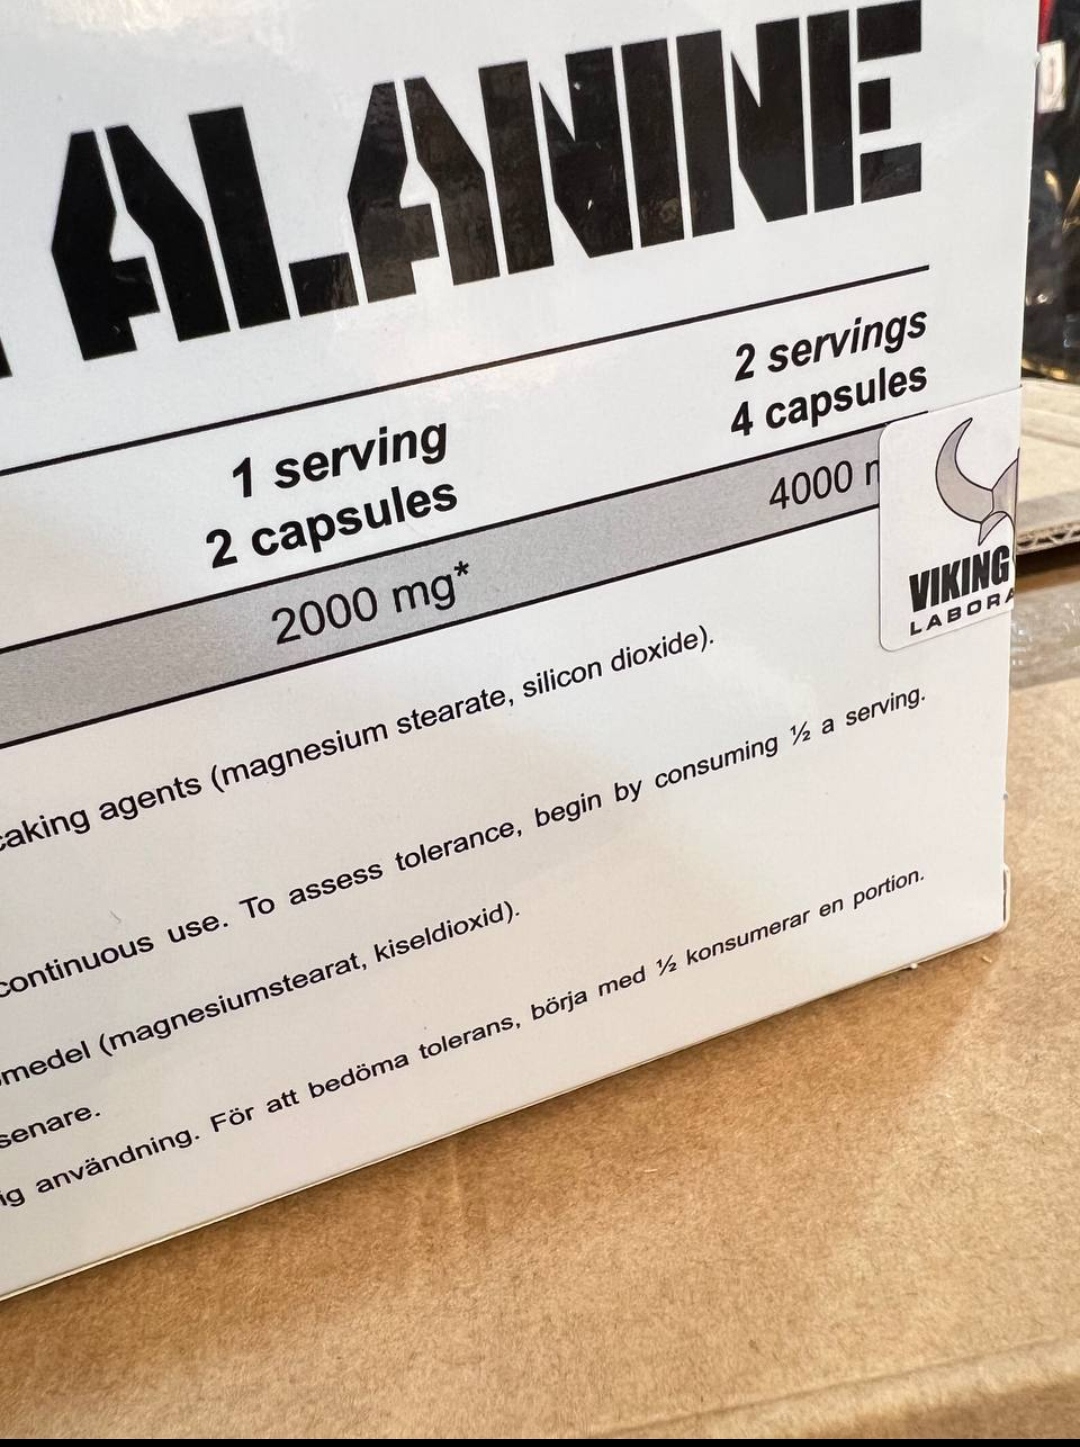 ALANINE
1 serving
2 capsules
2 servings
4 capsules
2000 mg*
4000
VIKING
LABORA
caking agents (magnesium stearate, silicon dioxide).
continuous use. To assess tolerance, begin by consuming ½ a serving.
medel (magnesiumstearat, kiseldioxid).
senare.
ig användning. För att bedöma tolerans, börja med ½ konsumerar en portion.